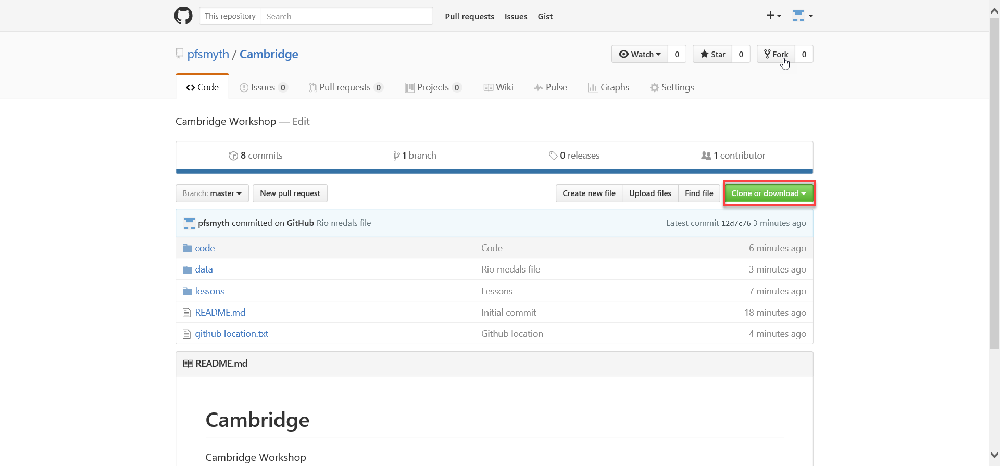 This repository Search Pull requests Issues Gist
pfsmyth / Cambridge Watch 0 Star 0 Fork 0
Code Issues 0 Pull requests 0 Projects 0 Wiki Pulse Graphs Settings
Cambridge Workshop — Edit
8 commits 1 branch 0 releases 1 contributor
Branch: master New pull request Create new file Upload files Find file Clone or download
pfsmyth committed on GitHub Rio medals file Latest commit 12d7c76 3 minutes ago
code Code 6 minutes ago
data Rio medals file 3 minutes ago
lessons Lessons 7 minutes ago
README.md Initial commit 18 minutes ago
github location.txt Github location 4 minutes ago
README.md
Cambridge
Cambridge Workshop